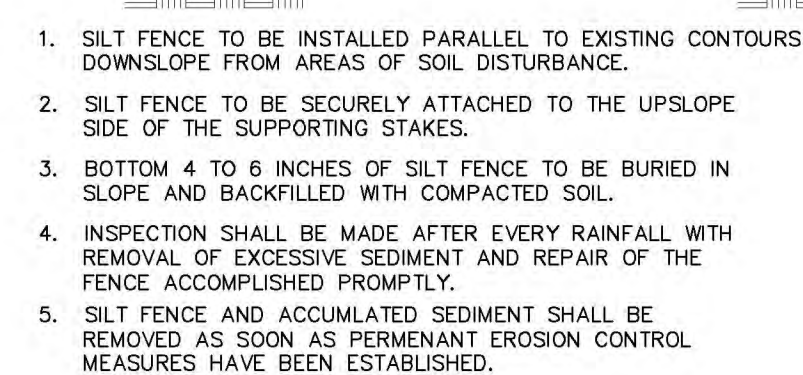 1. SILT FENCE TO BE INSTALLED PARALLEL TO EXISTING CONTOURS
DOWNSLOPE FROM AREAS OF SOIL DISTURBANCE.
2. SILT FENCE TO BE SECURELY ATTACHED TO THE UPSLOPE
SIDE OF THE SUPPORTING STAKES.
3. BOTTOM 4 TO 6 INCHES OF SILT FENCE TO BE BURIED IN
SLOPE AND BACKFILLED WITH COMPACTED SOIL.
4. INSPECTION SHALL BE MADE AFTER EVERY RAINFALL WITH
REMOVAL OF EXCESSIVE SEDIMENT AND REPAIR OF THE
FENCE ACCOMPLISHED PROMPTLY.
5. SILT FENCE AND ACCUMLATED SEDIMENT SHALL BE
REMOVED AS SOON AS PERMENANT EROSION CONTROL
MEASURES HAVE BEEN ESTABLISHED.